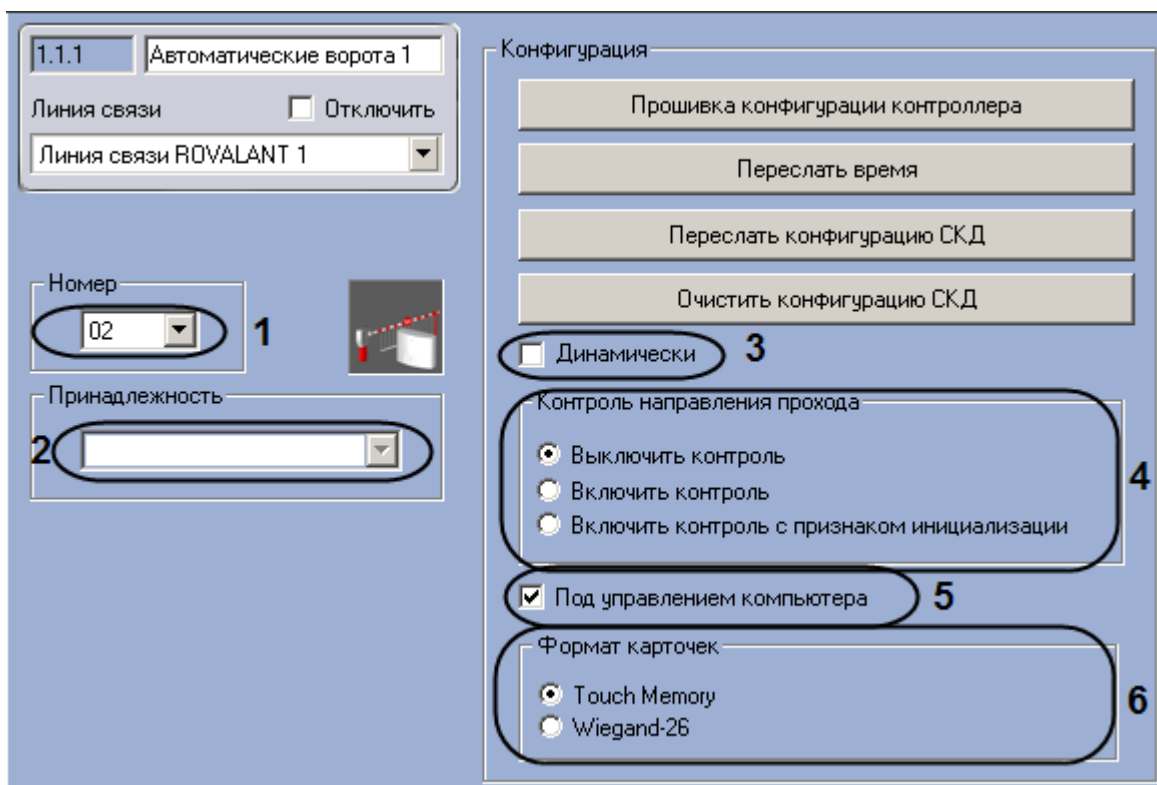 1.1.1 Автоматические ворота 1
Линия связи Отключить
Линия связи ROVALANT 1
Номер
02
1
Принадлежность
2
Конфигурация
Прошивка конфигурации контроллера
Переслать время
Переслать конфигурацию СКД
Очистить конфигурацию СКД
Динамически 3
Контроль направления прохода
Выключить контроль
Включить контроль
Включить контроль с признаком инициализации
4
Под управлением компьютера 5
Формат карточек
Touch Memory
Wiegand-26
6